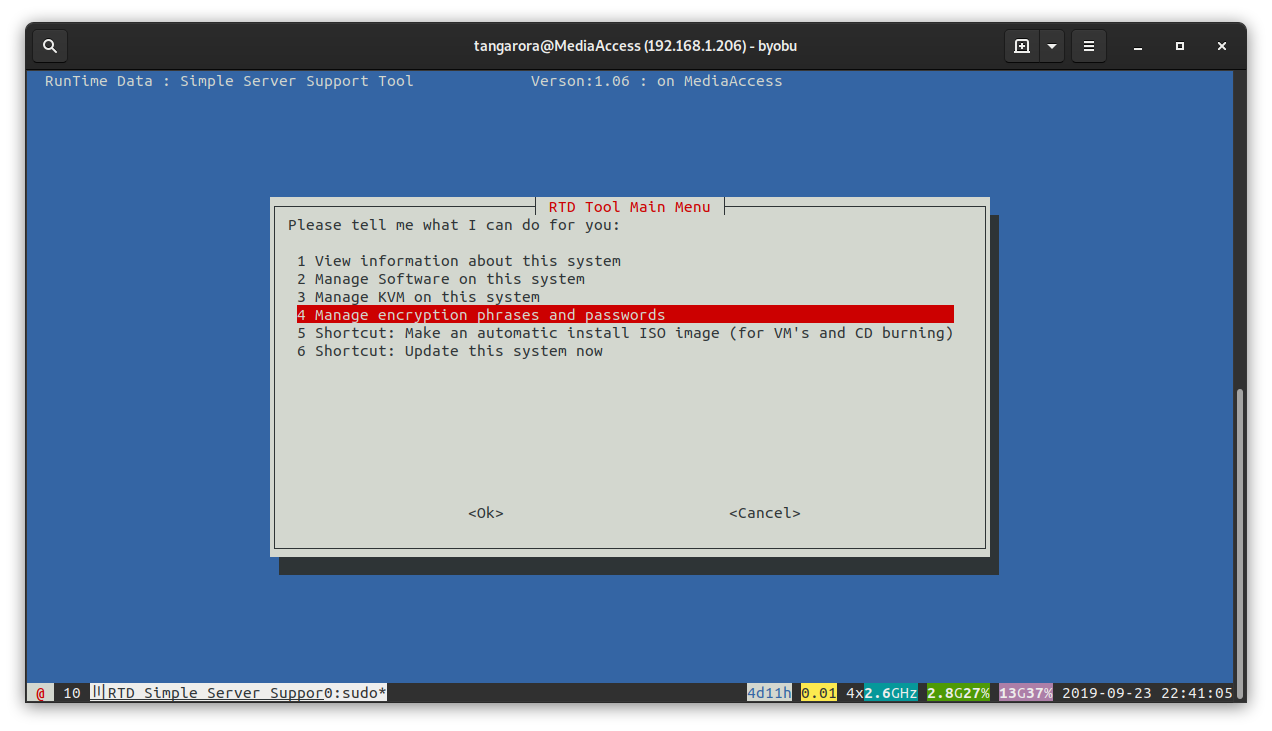 tangarora@MediaAccess (192.168.1.206) - byobu
RunTime Data : Simple Server Support Tool Verson:1.06 : on MediaAccess
RTD Tool Main Menu
Please tell me what I can do for you:
1 View information about this system
2 Manage Software on this system
3 Manage KVM on this system
4 Manage encryption phrases and passwords
5 Shortcut: Make an automatic install ISO image (for VM's and CD burning)
6 Shortcut: Update this system now
<Ok> <Cancel>
@ 10 RTD Simple Server Suppor0:sudo* 4d11h 0.01 4x2.6GHz 2.8G27% 13G37% 2019-09-23 22:41:05